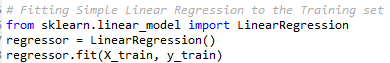 # Fitting Simple Linear Regression to the Training set
from sklearn.linear_model import LinearRegression
regressor = LinearRegression()
regressor.fit(X_train, y_train)